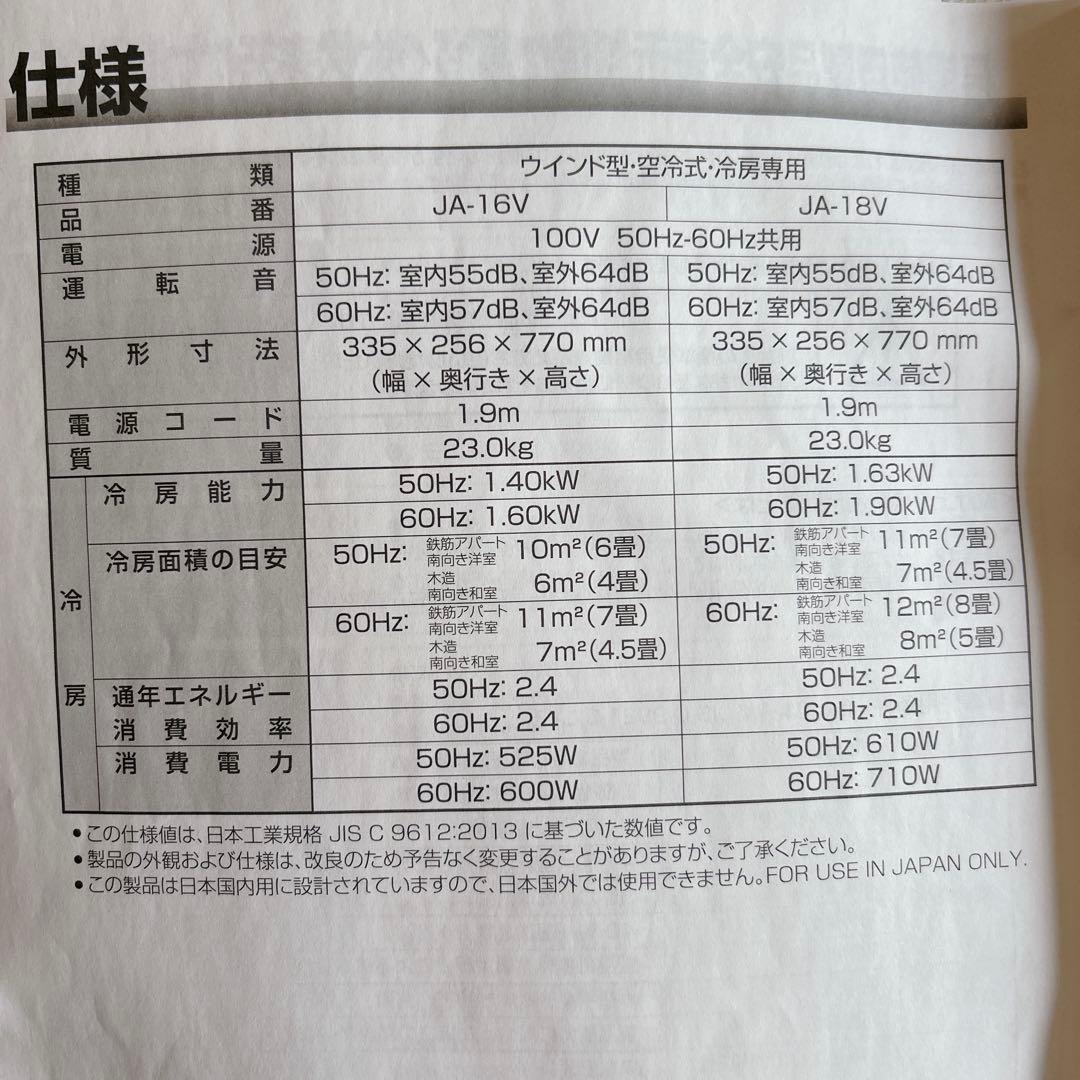 仕様
種類 ウインド型・空冷式・冷房専用
品番 JA-16V JA-18V
電源 100V 50Hz-60Hz共用
運転音 50Hz: 室内55dB、室外64dB 50Hz: 室内55dB、室外64dB
60Hz: 室内57dB、室外64dB 60Hz: 室内57dB、室外64dB
外形寸法 335 × 256 × 770 mm 335 × 256 × 770 mm
(幅 × 奥行き × 高さ) (幅 × 奥行き × 高さ)
電源コード 1.9m 1.9m
質量 23.0kg 23.0kg
冷房
冷房能力 50Hz: 1.40kW 50Hz: 1.63kW
60Hz: 1.60kW 60Hz: 1.90kW
冷房面積の目安 50Hz: 鉄筋アパート南向き洋室 10m²(6畳) 50Hz: 鉄筋アパート南向き洋室 11m²(7畳)
木造南向き和室 6m²(4畳) 木造南向き和室 7m²(4.5畳)
60Hz: 鉄筋アパート南向き洋室 11m²(7畳) 60Hz: 鉄筋アパート南向き洋室 12m²(8畳)
木造南向き和室 7m²(4.5畳) 木造南向き和室 8m²(5畳)
通年エネルギー 50Hz: 2.4 50Hz: 2.4
消費効率 60Hz: 2.4 60Hz: 2.4
消費電力 50Hz: 525W 50Hz: 610W
60Hz: 600W 60Hz: 710W
●この仕様値は、日本工業規格 JIS C 9612:2013 に基づいた数値です。
●製品の外観および仕様は、改良のため予告なく変更することがありますが、ご了承ください。
●この製品は日本国内用に設計されていますので、日本国外では使用できません。FOR USE IN JAPAN ONLY.